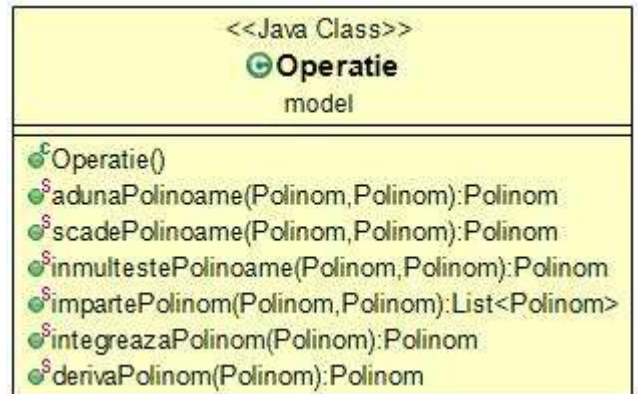 <<Java Class>>
Operatie
model
Operatie()
adunaPolinoame(Polinom,Polinom):Polinom
scadePolinoame(Polinom,Polinom):Polinom
inmultestePolinoame(Polinom,Polinom):Polinom
impartePolinom(Polinom,Polinom):List<Polinom>
integreazaPolinom(Polinom):Polinom
derivaPolinom(Polinom):Polinom